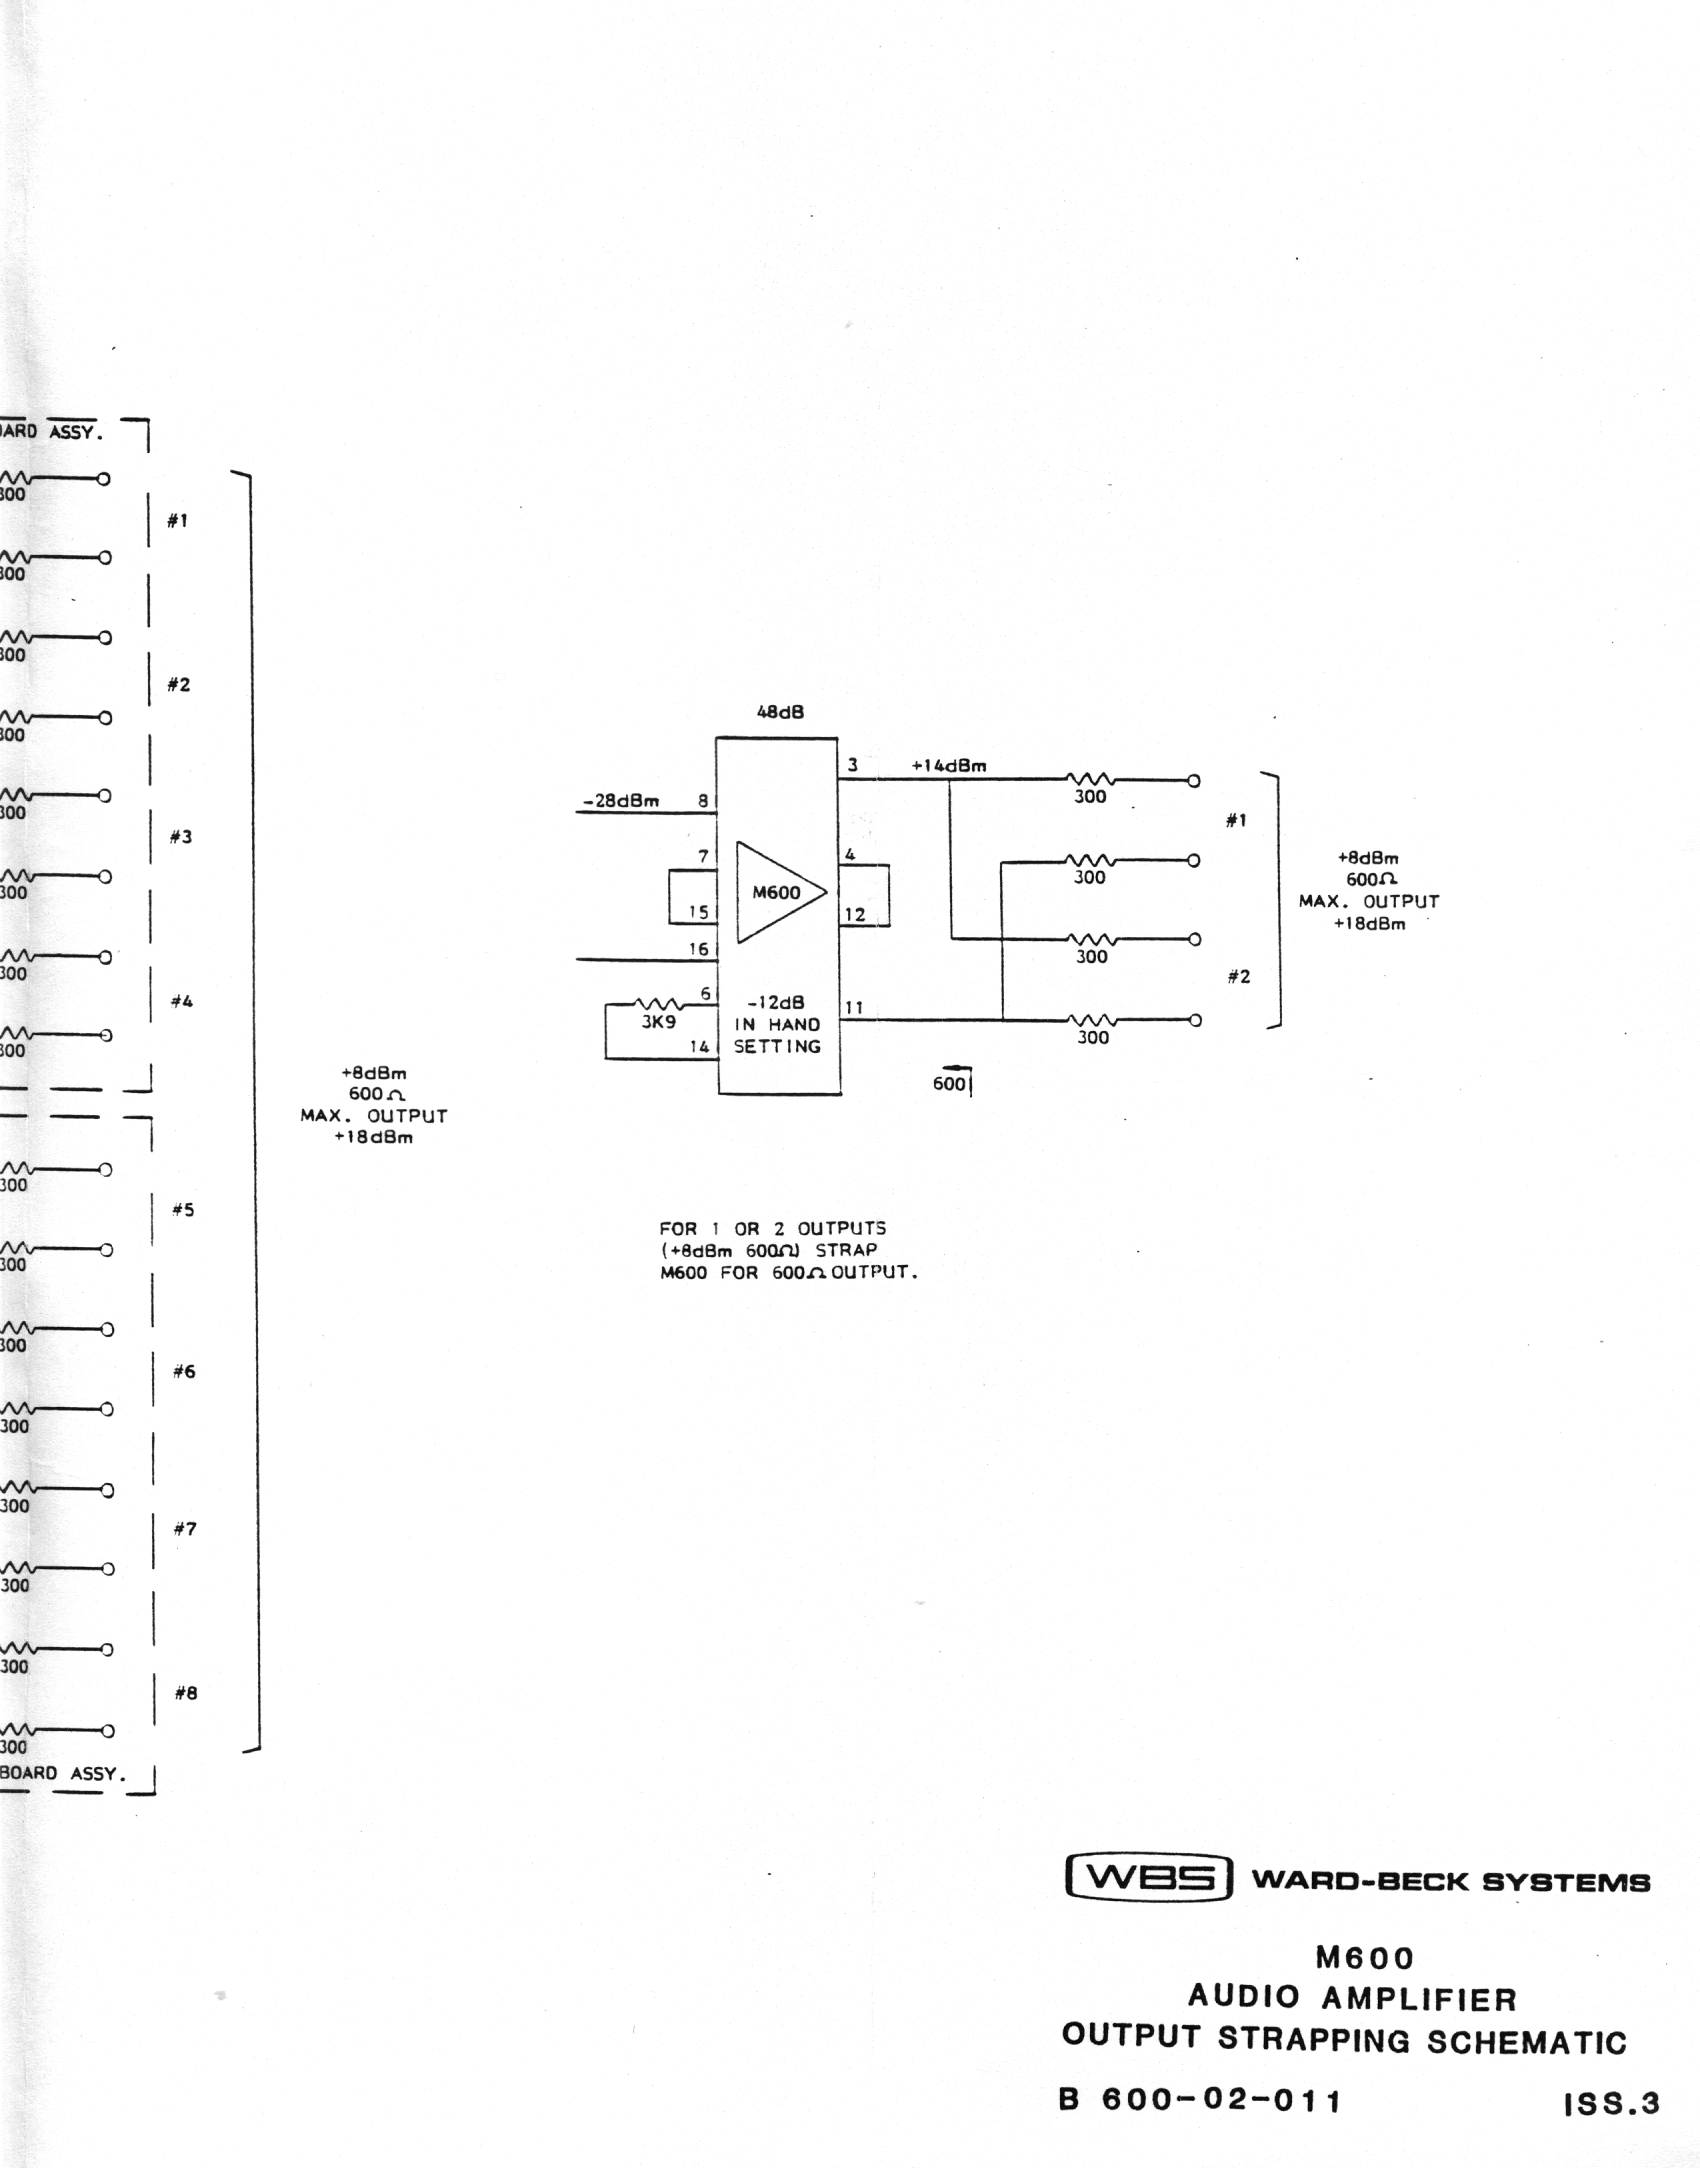 ARD ASSY.
300
#1
300
300
#2
300
300
#3
300
300
#4
300
+8dBm
600Ω
MAX. OUTPUT
+18dBm
300
#5
300
300
#6
300
300
#7
300
300
#8
300
BOARD ASSY.
48dB
-28dBm
8
7
15
16
6
3K9
14
M600
-12dB
IN HAND
SETTING
3
+14dBm
4
12
11
300
#1
300
300
#2
300
600
+8dBm
600Ω
MAX. OUTPUT
+18dBm
FOR 1 OR 2 OUTPUTS
(+8dBm 600Ω) STRAP
M600 FOR 600Ω OUTPUT.
WBS WARD-BECK SYSTEMS
M600
AUDIO AMPLIFIER
OUTPUT STRAPPING SCHEMATIC
B 600-02-011 ISS.3